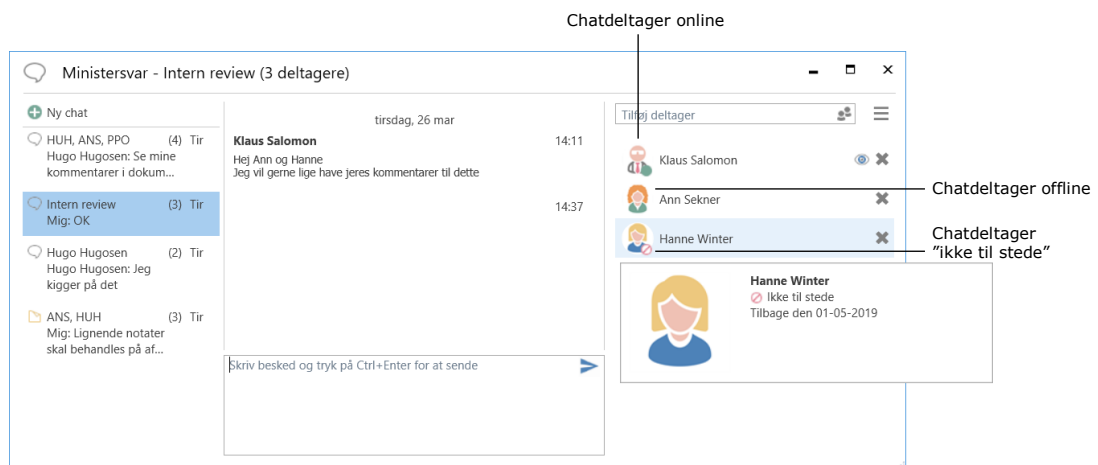 Chatdeltager online
Ministersvar - Intern review (3 deltagere)
Ny chat
HUH, ANS, PPO (4) Tir
Hugo Hugosen: Se mine
kommentarer i dokum...
Intern review (3) Tir
Mig: OK
Hugo Hugosen (2) Tir
Hugo Hugosen: Jeg
kigger på det
ANS, HUH (3) Tir
Mig: Lignende notater
skal behandles på af...
tirsdag, 26 mar
Klaus Salomon 14:11
Hej Ann og Hanne
Jeg vil gerne lige have jeres kommentarer til dette
14:37
Skriv besked og tryk på Ctrl+Enter for at sende
Tilføj deltager
Klaus Salomon
Ann Sekner
Hanne Winter
Hanne Winter
Ikke til stede
Tilbage den 01-05-2019
Chatdeltager offline
Chatdeltager
”ikke til stede”